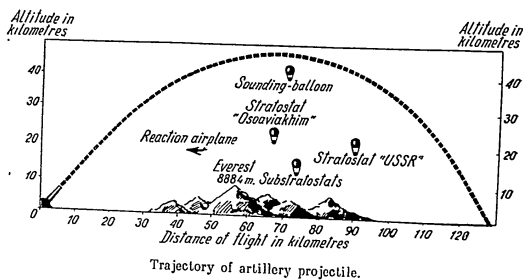 Altitude in
kilometres
Altitude in
kilometres
40
30
20
10
0
40
30
20
10
0
Sounding-balloon
Stratostat
"Osoaviakhim"
Reaction airplane
Stratostat "USSR"
Everest
8884 m.
Substratostats
10 20 30 40 50 60 70 80 90 100 110 120
Distance of flight in kilometres
Trajectory of artillery projectile.